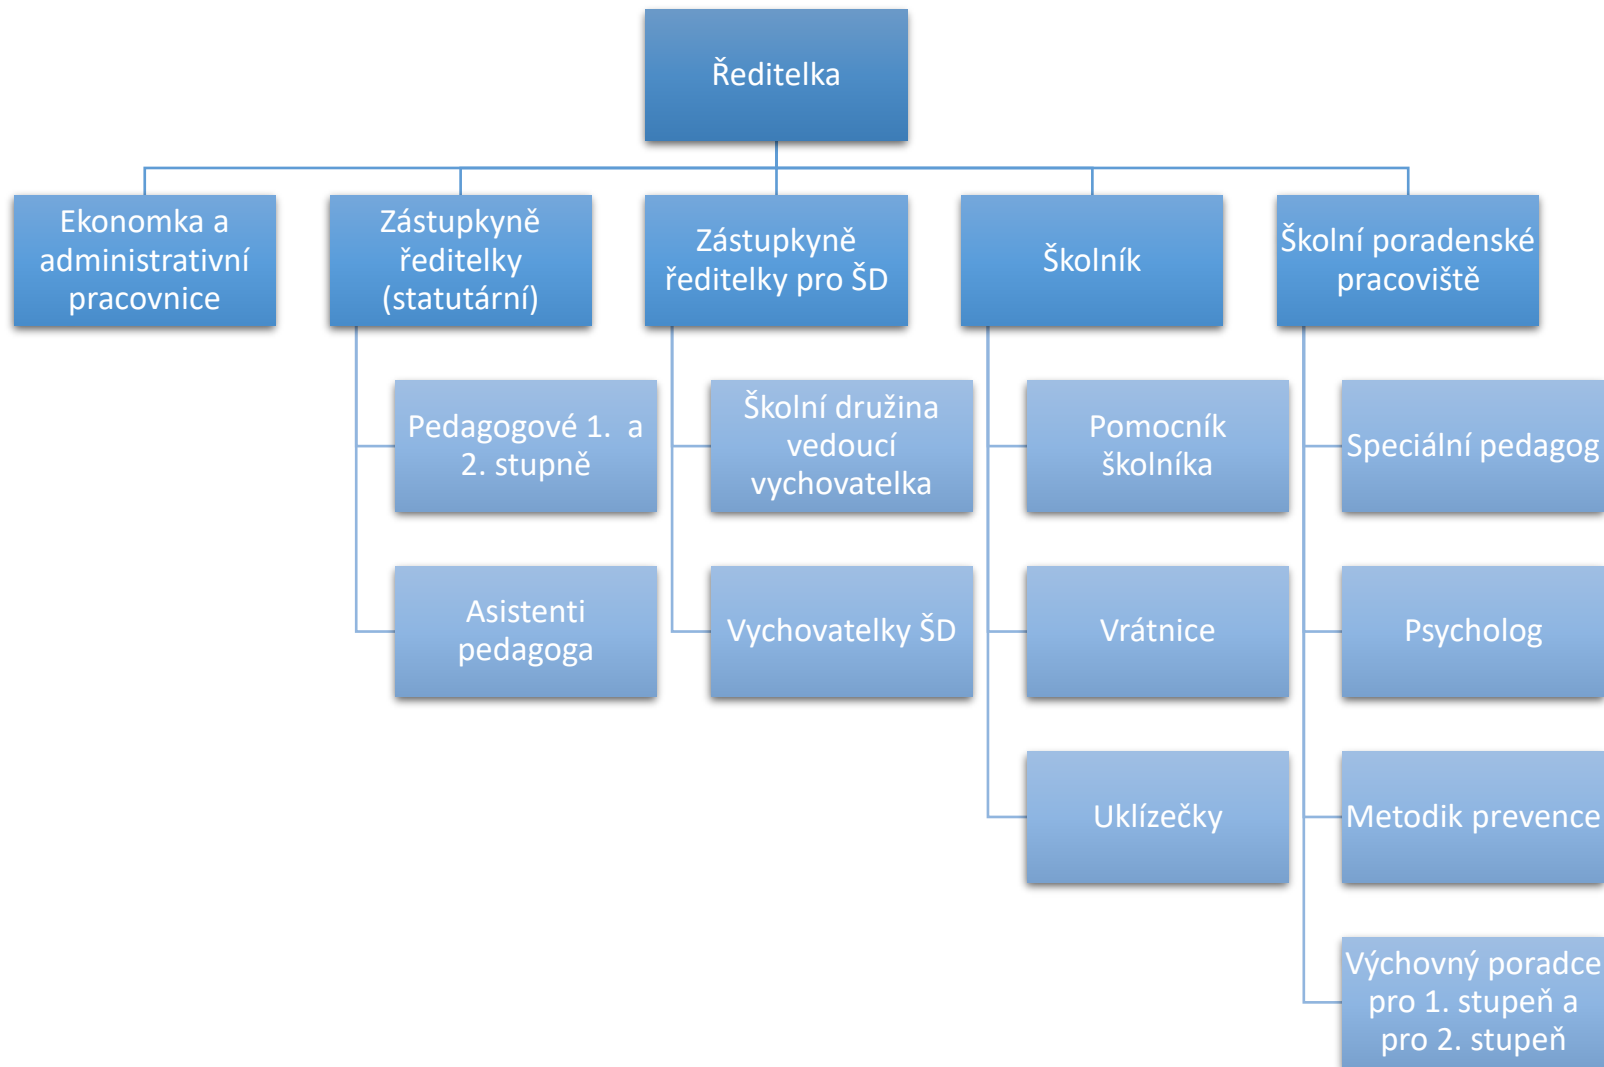 Ředitelka
Ekonomka a
administrativní
pracovnice
Zástupkyně
ředitelky
(statutární)
Zástupkyně
ředitelky pro ŠD
Školník
Školní poradenské
pracoviště
Pedagogové 1. a
2. stupně
Asistenti
pedagoga
Školní družina
vedoucí
vychovatelka
Vychovatelky ŠD
Pomocník
školníka
Vrátnice
Uklízečky
Speciální pedagog
Psycholog
Metodik prevence
Výchovný poradce
pro 1. stupeň a
pro 2. stupeň